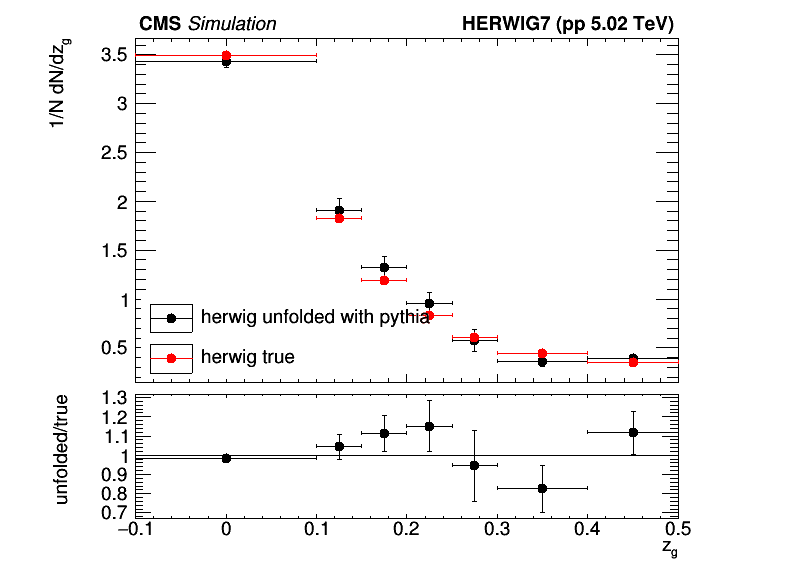 CMS Simulation HERWIG7 (pp 5.02 TeV)
1/N dN/dz_g
3.5
3
2.5
2
1.5
1
0.5
herwig unfolded with pythia
herwig true
unfolded/true
1.3
1.2
1.1
1
0.9
0.8
0.7
−0.1 0 0.1 0.2 0.3 0.4 0.5
z_g